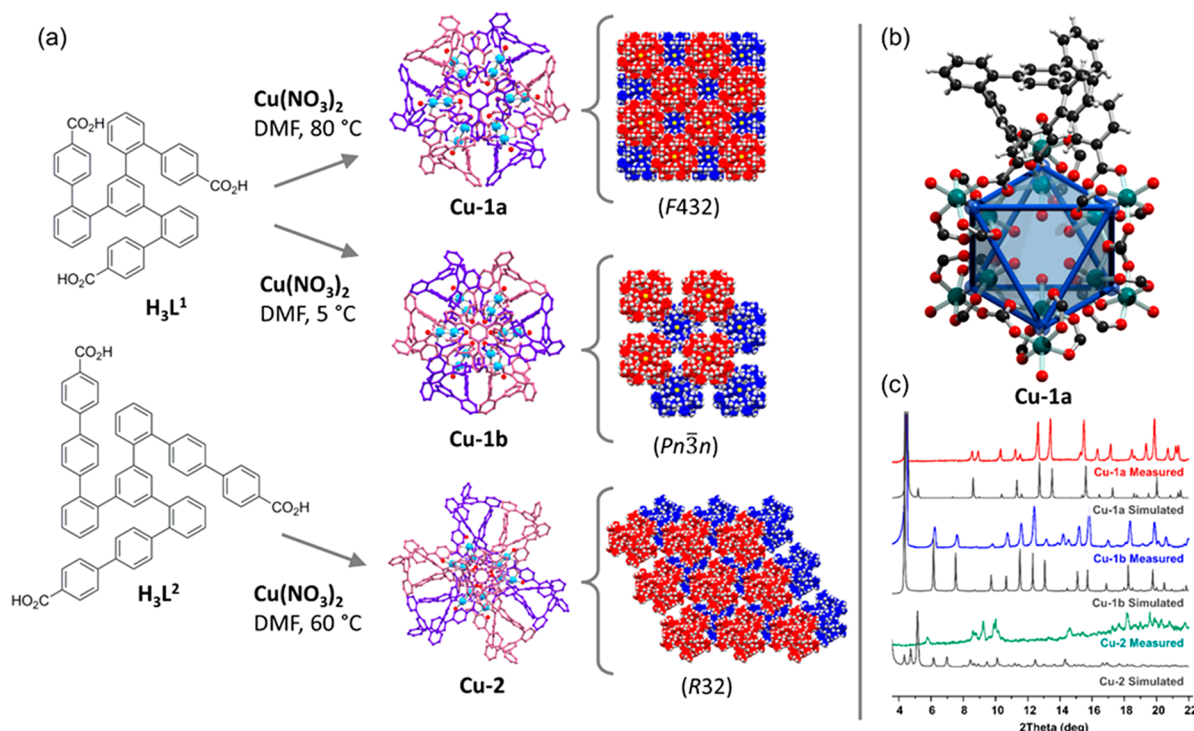 (a)
CO₂H
CO₂H
HO₂C
H₃L¹
Cu(NO₃)₂
DMF, 80 °C
Cu(NO₃)₂
DMF, 5 °C
Cu-1a
(F432)
Cu-1b
(Pn3̅n)
CO₂H
CO₂H
HO₂C
H₃L²
Cu(NO₃)₂
DMF, 60 °C
Cu-2
(R32)
(b)
Cu-1a
(c)
Cu-1a Measured
Cu-1a Simulated
Cu-1b Measured
Cu-1b Simulated
Cu-2 Measured
Cu-2 Simulated
4 6 8 10 12 14 16 18 20 22
2Theta (deg)